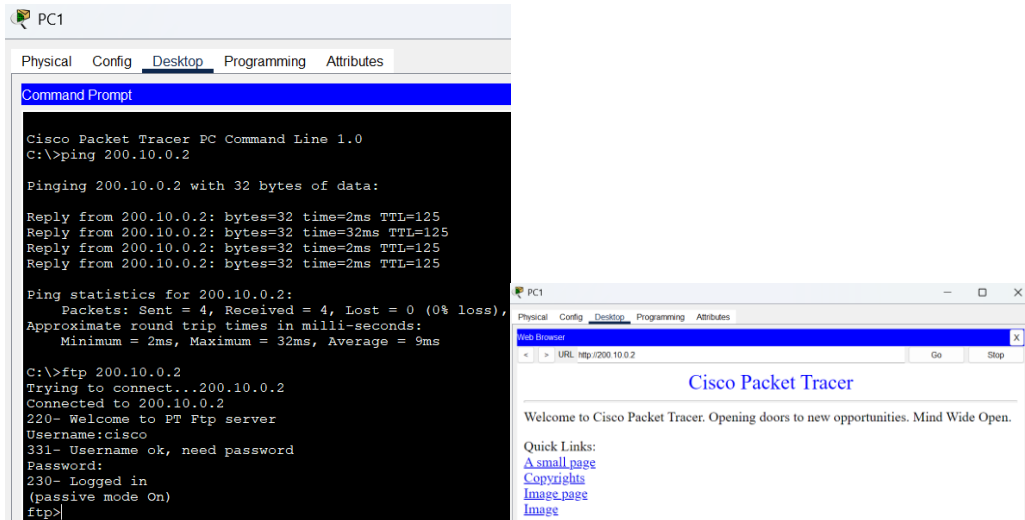 PC1
Physical Config Desktop Programming Attributes
Command Prompt
Cisco Packet Tracer PC Command Line 1.0
C:\>ping 200.10.0.2
Pinging 200.10.0.2 with 32 bytes of data:
Reply from 200.10.0.2: bytes=32 time=2ms TTL=125
Reply from 200.10.0.2: bytes=32 time=32ms TTL=125
Reply from 200.10.0.2: bytes=32 time=2ms TTL=125
Reply from 200.10.0.2: bytes=32 time=2ms TTL=125
Ping statistics for 200.10.0.2:
Packets: Sent = 4, Received = 4, Lost = 0 (0% loss),
Approximate round trip times in milli-seconds:
Minimum = 2ms, Maximum = 32ms, Average = 9ms
C:\>ftp 200.10.0.2
Trying to connect...200.10.0.2
Connected to 200.10.0.2
220- Welcome to PT Ftp server
Username:cisco
331- Username ok, need password
Password:
230- Logged in
(passive mode On)
ftp>
PC1
Physical Config Desktop Programming Attributes
Web Browser X
< > URL http://200.10.0.2 Go Stop
Cisco Packet Tracer
Welcome to Cisco Packet Tracer. Opening doors to new opportunities. Mind Wide Open.
Quick Links:
A small page
Copyrights
Image page
Image